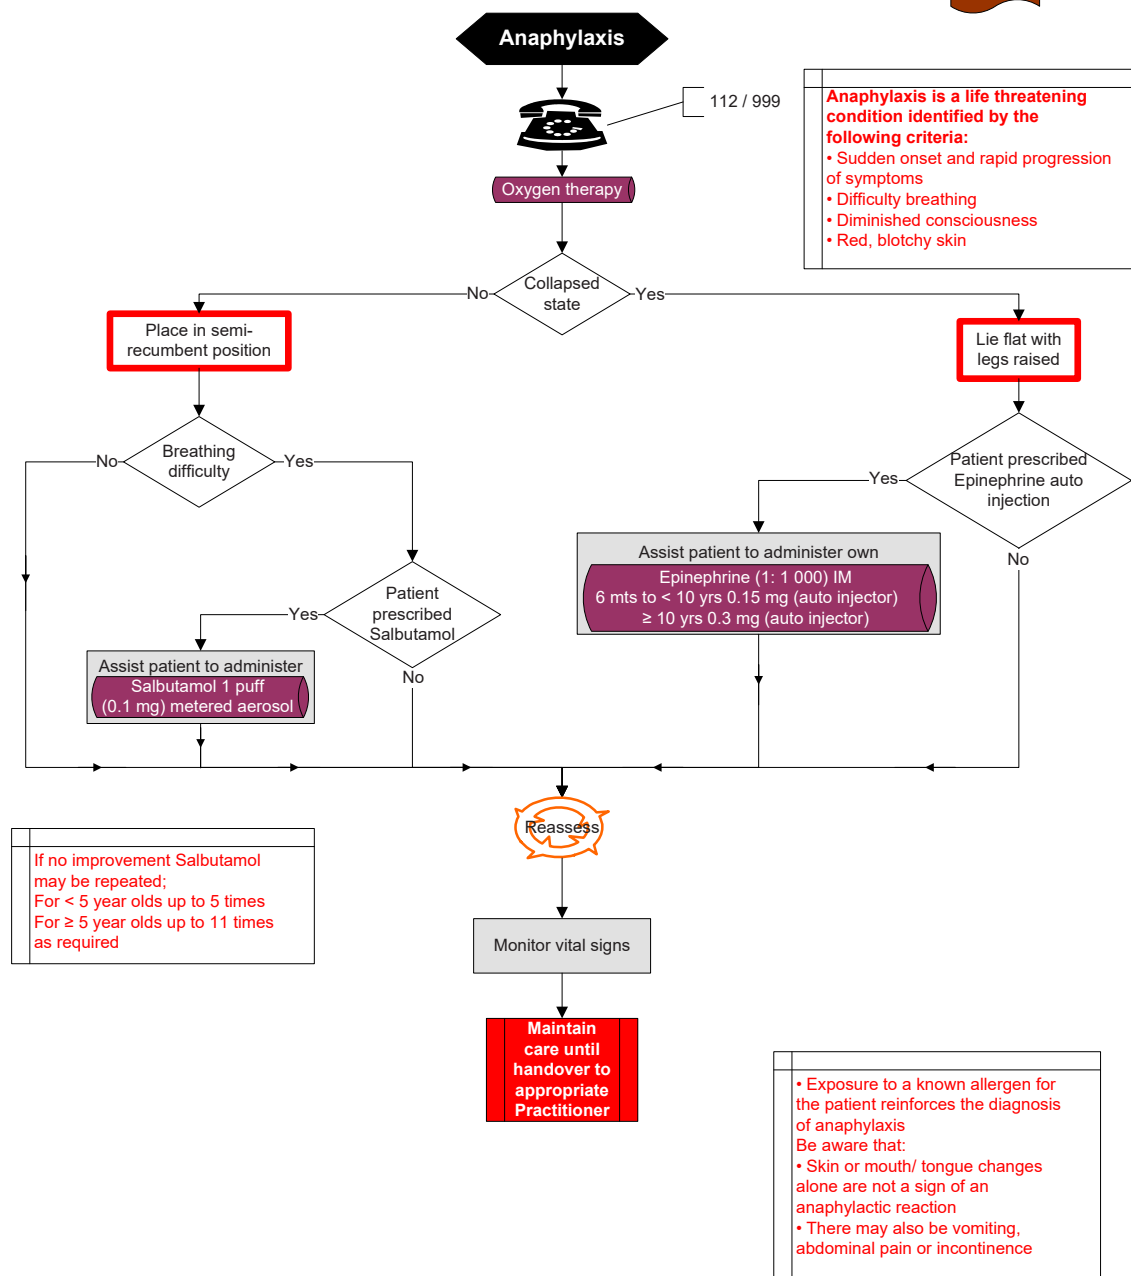 Anaphylaxis
112 / 999
Anaphylaxis is a life threatening
condition identified by the
following criteria:
• Sudden onset and rapid progression
of symptoms
• Difficulty breathing
• Diminished consciousness
• Red, blotchy skin
Oxygen therapy
Collapsed
state
No
Yes
Place in semi-
recumbent position
Lie flat with
legs raised
Breathing
difficulty
No
Yes
Patient prescribed
Epinephrine auto
injection
Yes
No
Assist patient to administer own
Epinephrine (1: 1 000) IM
6 mts to < 10 yrs 0.15 mg (auto injector)
≥ 10 yrs 0.3 mg (auto injector)
Patient
prescribed
Salbutamol
Yes
No
Assist patient to administer
Salbutamol 1 puff
(0.1 mg) metered aerosol
Reassess
If no improvement Salbutamol
may be repeated;
For < 5 year olds up to 5 times
For ≥ 5 year olds up to 11 times
as required
Monitor vital signs
Maintain
care until
handover to
appropriate
Practitioner
• Exposure to a known allergen for
the patient reinforces the diagnosis
of anaphylaxis
Be aware that:
• Skin or mouth/ tongue changes
alone are not a sign of an
anaphylactic reaction
• There may also be vomiting,
abdominal pain or incontinence